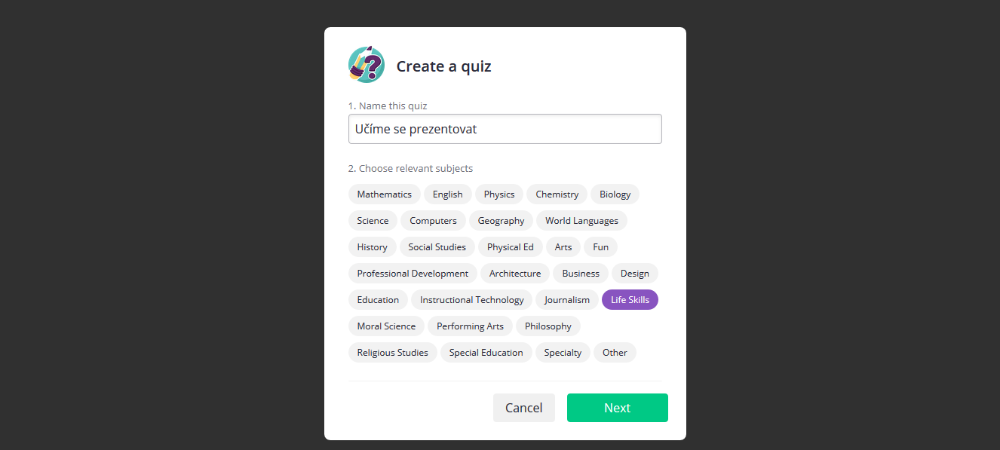 Create a quiz
1. Name this quiz
Učíme se prezentovat
2. Choose relevant subjects
Mathematics English Physics Chemistry Biology
Science Computers Geography World Languages
History Social Studies Physical Ed Arts Fun
Professional Development Architecture Business Design
Education Instructional Technology Journalism Life Skills
Moral Science Performing Arts Philosophy
Religious Studies Special Education Specialty Other
Cancel Next